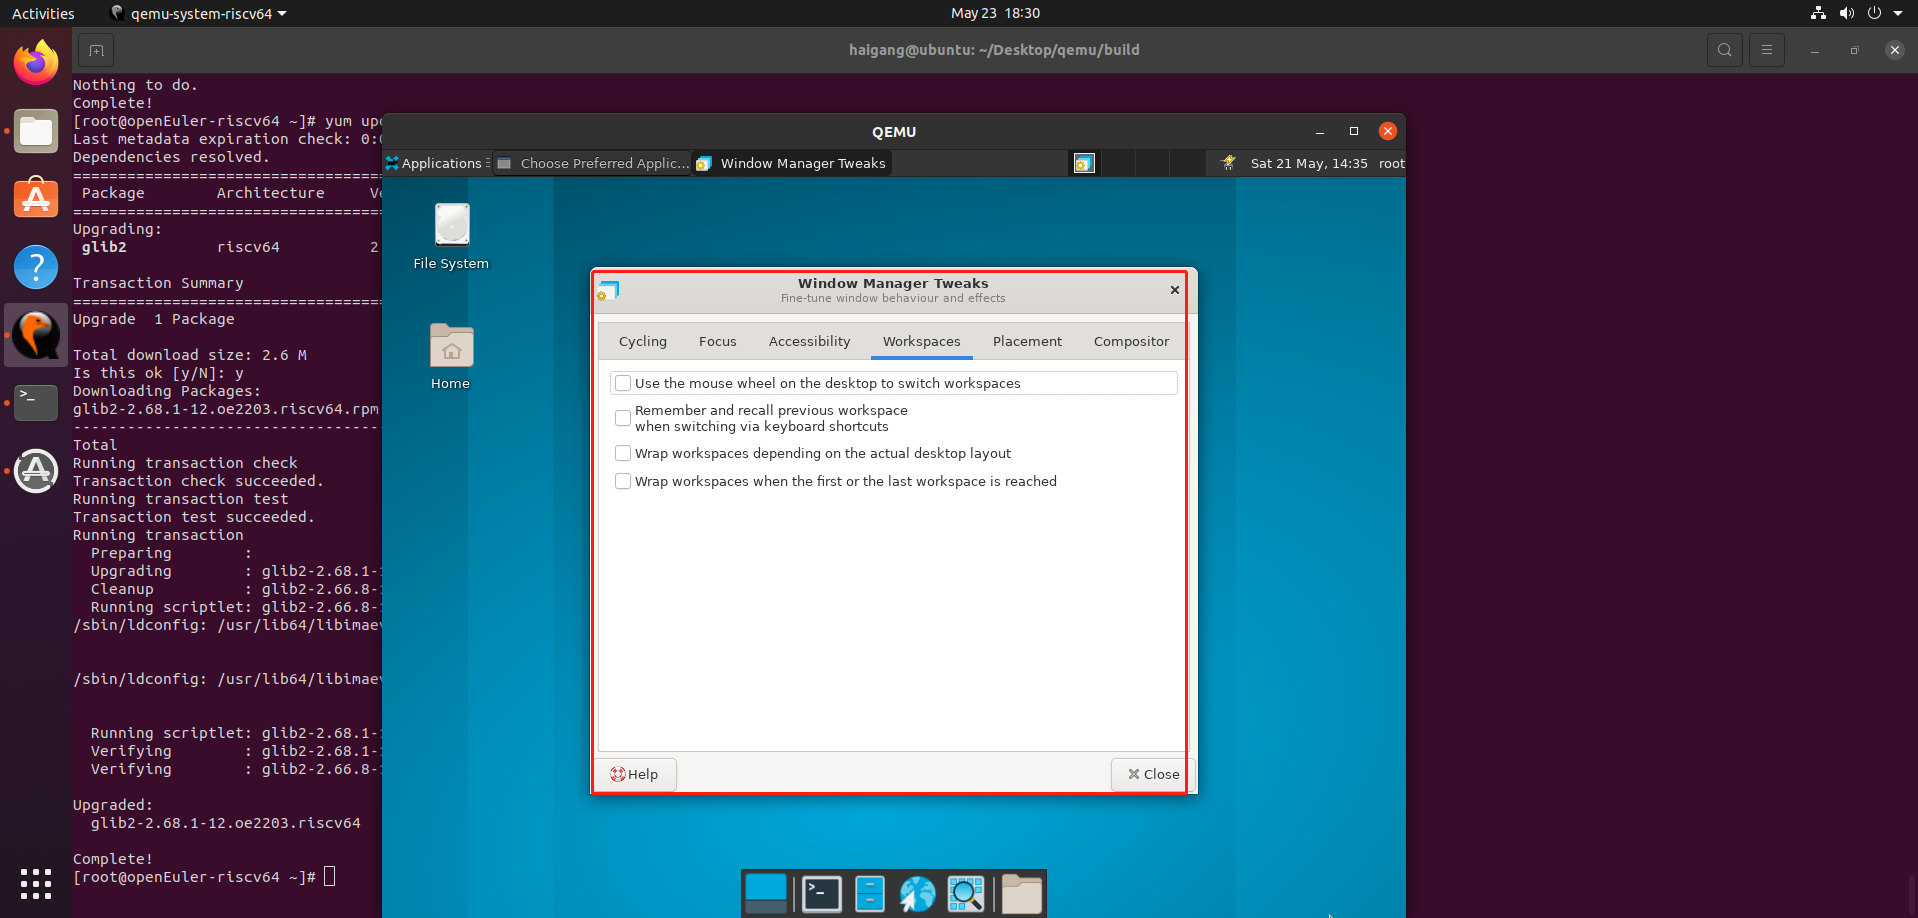 Activities
qemu-system-riscv64
May 23 18:30
haigang@ubuntu: ~/Desktop/qemu/build
Nothing to do.
Complete!
[root@openEuler-riscv64 ~]# yum upd
Last metadata expiration check: 0:
Dependencies resolved.
================================
Package Architecture
================================
Upgrading:
glib2 riscv64 2
Transaction Summary
================================
Upgrade 1 Package
Total download size: 2.6 M
Is this ok [y/N]: y
Downloading Packages:
glib2-2.68.1-12.oe2203.riscv64.rpm
--------------------------------
Total
Running transaction check
Transaction check succeeded.
Running transaction test
Transaction test succeeded.
Running transaction
Preparing :
Upgrading : glib2-2.68.1-
Cleanup : glib2-2.66.8-
Running scriptlet: glib2-2.66.8-
/sbin/ldconfig: /usr/lib64/libimaev
/sbin/ldconfig: /usr/lib64/libimaev
Running scriptlet: glib2-2.68.1-
Verifying : glib2-2.68.1-
Verifying : glib2-2.66.8-
Upgraded:
glib2-2.68.1-12.oe2203.riscv64
Complete!
[root@openEuler-riscv64 ~]#
QEMU
Applications
Choose Preferred Applic...
Window Manager Tweaks
Sat 21 May, 14:35
root
File System
Home
Window Manager Tweaks
Fine-tune window behaviour and effects
Cycling
Focus
Accessibility
Workspaces
Placement
Compositor
Use the mouse wheel on the desktop to switch workspaces
Remember and recall previous workspace
when switching via keyboard shortcuts
Wrap workspaces depending on the actual desktop layout
Wrap workspaces when the first or the last workspace is reached
Help
Close